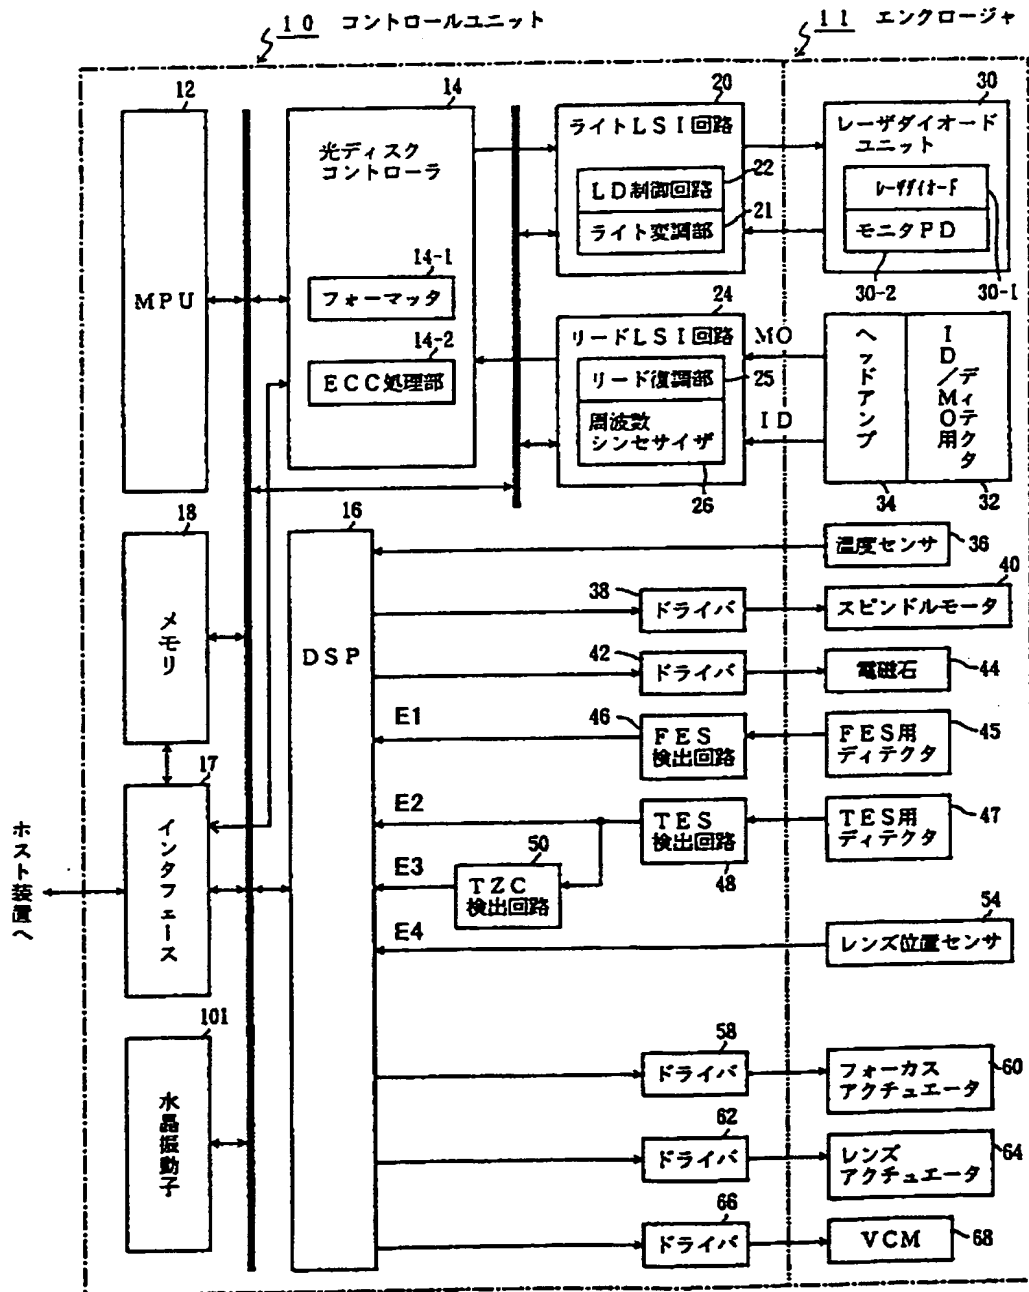 10 コントロールユニット
11 エンクロージャ
12
MPU
14
光ディスク
コントローラ
14-1
フォーマッタ
14-2
ECC処理部
20
ライトLSI回路
22
LD制御回路
21
ライト変調部
30
レーザダイオード
ユニット
レーザダイオード
モニタPD
30-2
30-1
24
リードLSI回路
リード復調部
25
周波数
シンセサイザ
26
MO
ID
ヘッドアンプ
34
ID/MO用
ディテクタ
32
18
メモリ
16
DSP
温度センサ
36
38
ドライバ
40
スピンドルモータ
42
ドライバ
電磁石
44
E1
46
FES
検出回路
FES用
ディテクタ
45
E2
TES
検出回路
48
TES用
ディテクタ
47
E3
50
TZC
検出回路
E4
54
レンズ位置センサ
17
インタフェース
ホスト装置へ
101
水晶振動子
58
ドライバ
フォーカス
アクチュエータ
60
62
ドライバ
レンズ
アクチュエータ
64
66
ドライバ
VCM
68